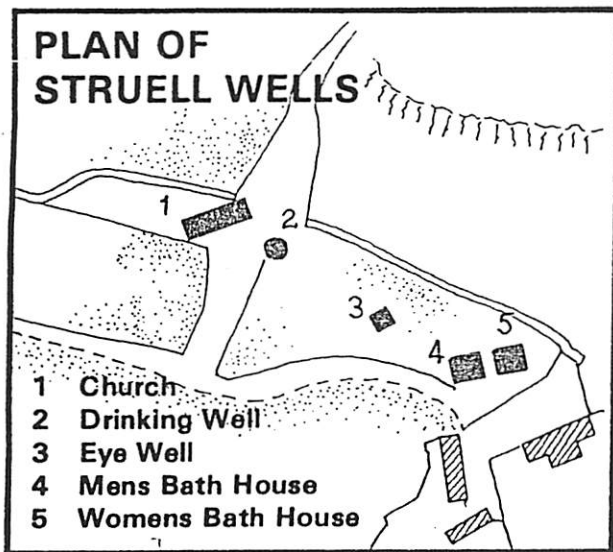 PLAN OF
STRUELL WELLS
1
2
3
4
5
1 Church
2 Drinking Well
3 Eye Well
4 Mens Bath House
5 Womens Bath House